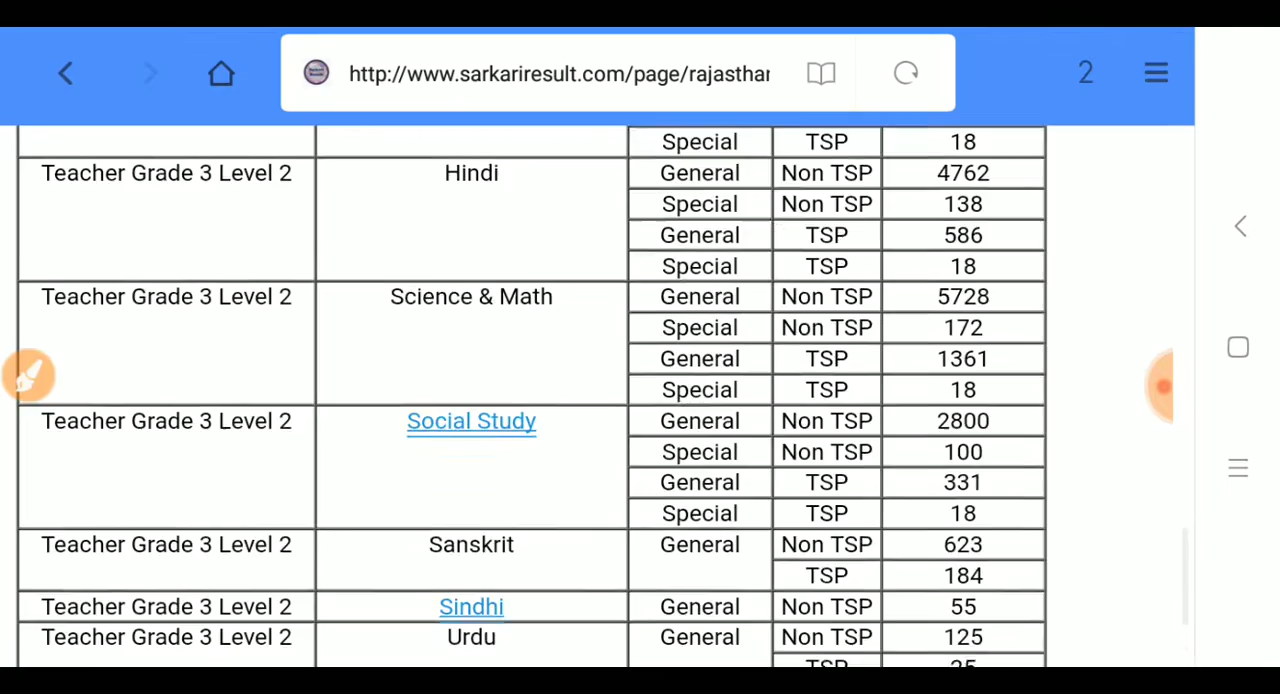 http://www.sarkariresult.com/page/rajasthar
2
Special TSP 18
Teacher Grade 3 Level 2 Hindi General Non TSP 4762
Special Non TSP 138
General TSP 586
Special TSP 18
Teacher Grade 3 Level 2 Science & Math General Non TSP 5728
Special Non TSP 172
General TSP 1361
Special TSP 18
Teacher Grade 3 Level 2 Social Study General Non TSP 2800
Special Non TSP 100
General TSP 331
Special TSP 18
Teacher Grade 3 Level 2 Sanskrit General Non TSP 623
TSP 184
Teacher Grade 3 Level 2 Sindhi General Non TSP 55
Teacher Grade 3 Level 2 Urdu General Non TSP 125
TSP